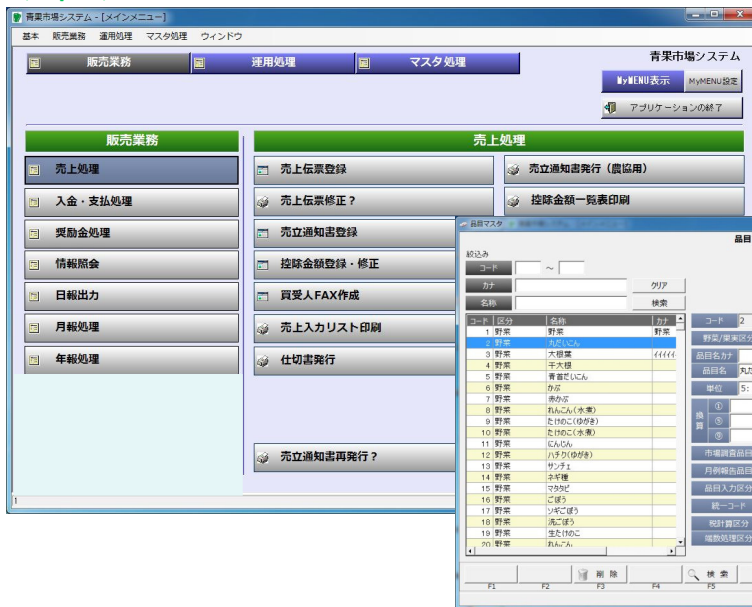 青果市場システム - [メインメニュー]
基本 販売業務 運用処理 マスタ処理 ウィンドウ
販売業務 運用処理 マスタ処理 青果市場システム
MyMENU表示 MyMENU設定
アプリケーションの終了
販売業務 売上処理
売上処理 売上伝票登録 売立通知書発行（農協用）
入金・支払処理 売上伝票修正？ 控除金額一覧表印刷
奨励金処理 売立通知書登録
情報照会 控除金額登録・修正
日報出力 買受人FAX作成
月報処理 売上入力リスト印刷
年報処理 仕切書発行
売立通知書再発行？
1
品目マスタ
品目
絞込み
コード ～
カナ クリア
名称 検索
コード 区分 名称 カナ
1 野菜 野菜 野菜
2 野菜 丸だいこん
3 野菜 大根葉 ｲｲｲｲｲ
4 野菜 干大根
5 野菜 青首だいこん
6 野菜 かぶ
7 野菜 赤かぶ
8 野菜 れんこん(水煮)
9 野菜 たけのこ(ゆがき)
10 野菜 たけのこ(水煮)
11 野菜 にんじん
12 野菜 ハチク(ゆがき)
13 野菜 サンチェ
14 野菜 ネギ種
15 野菜 マタタビ
16 野菜 ごぼう
17 野菜 ソギごぼう
18 野菜 洗ごぼう
19 野菜 生たけのこ
20 野菜 れんこん
コード 2
野菜/果実区分
品目名カナ
品目名 丸だ
単位 5:
換算 ①
⑤
⑨
市場調査品目
月例報告品目
品目入力区分
統一コード
税計算区分
端数処理区分
削 除 検 索
F1 F2 F3 F4 F5